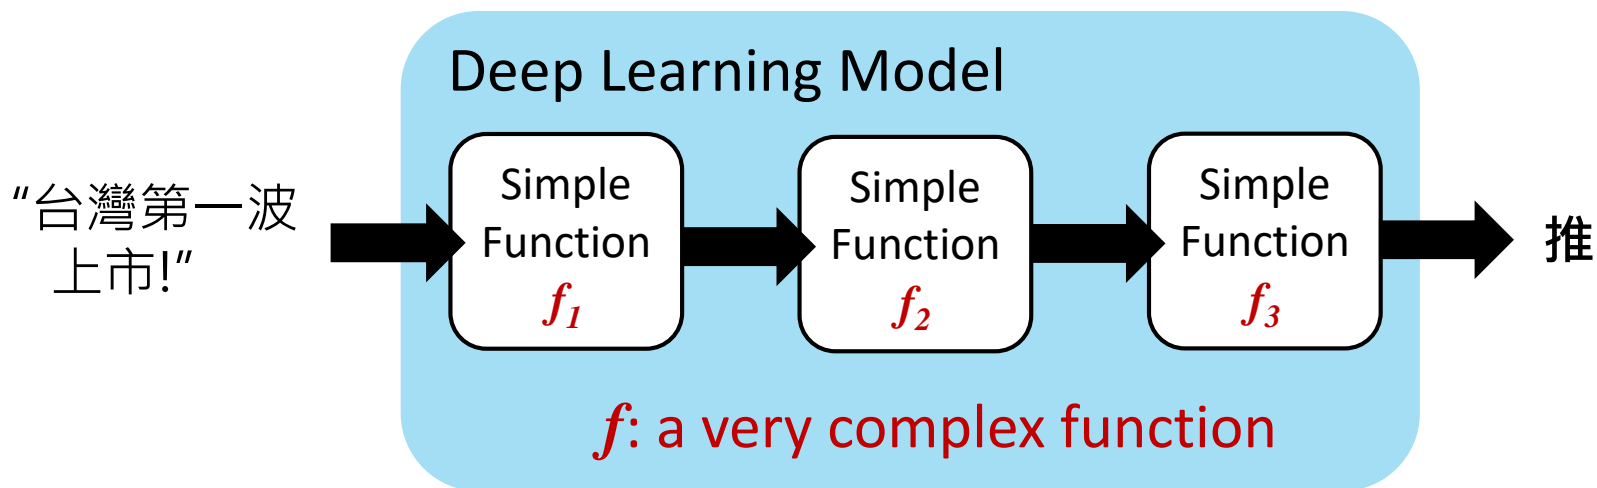 Deep Learning Model
“台灣第一波
上市!”
Simple
Function
f1
Simple
Function
f2
Simple
Function
f3
推
f: a very complex function